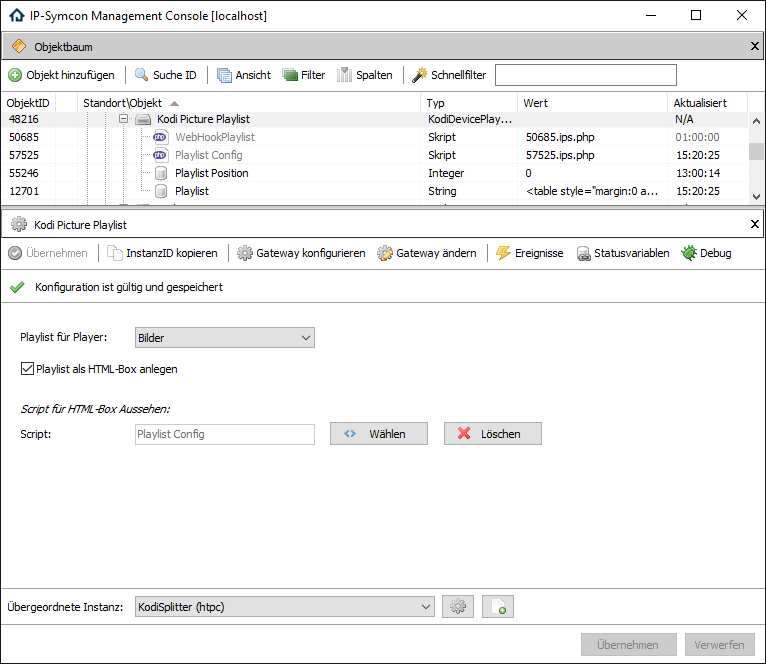 IP-Symcon Management Console [localhost]
Objektbaum
Objekt hinzufügen Suche ID Ansicht Filter Spalten Schnellfilter
ObjektID Standort\Objekt Typ Wert Aktualisiert
48216 Kodi Picture Playlist KodiDevicePlay... N/A
50685 WebHookPlaylist Skript 50685.ips.php 01:00:00
57525 Playlist Config Skript 57525.ips.php 15:20:25
55246 Playlist Position Integer 0 13:00:14
12701 Playlist String <table style="margin:0 a... 15:20:25
Kodi Picture Playlist
Übernehmen InstanzID kopieren Gateway konfigurieren Gateway ändern Ereignisse Statusvariablen Debug
Konfiguration ist gültig und gespeichert
Playlist für Player: Bilder
Playlist als HTML-Box anlegen
Script für HTML-Box Aussehen:
Script: Playlist Config Wählen Löschen
Übergeordnete Instanz: KodiSplitter (htpc)
Übernehmen Verwerfen